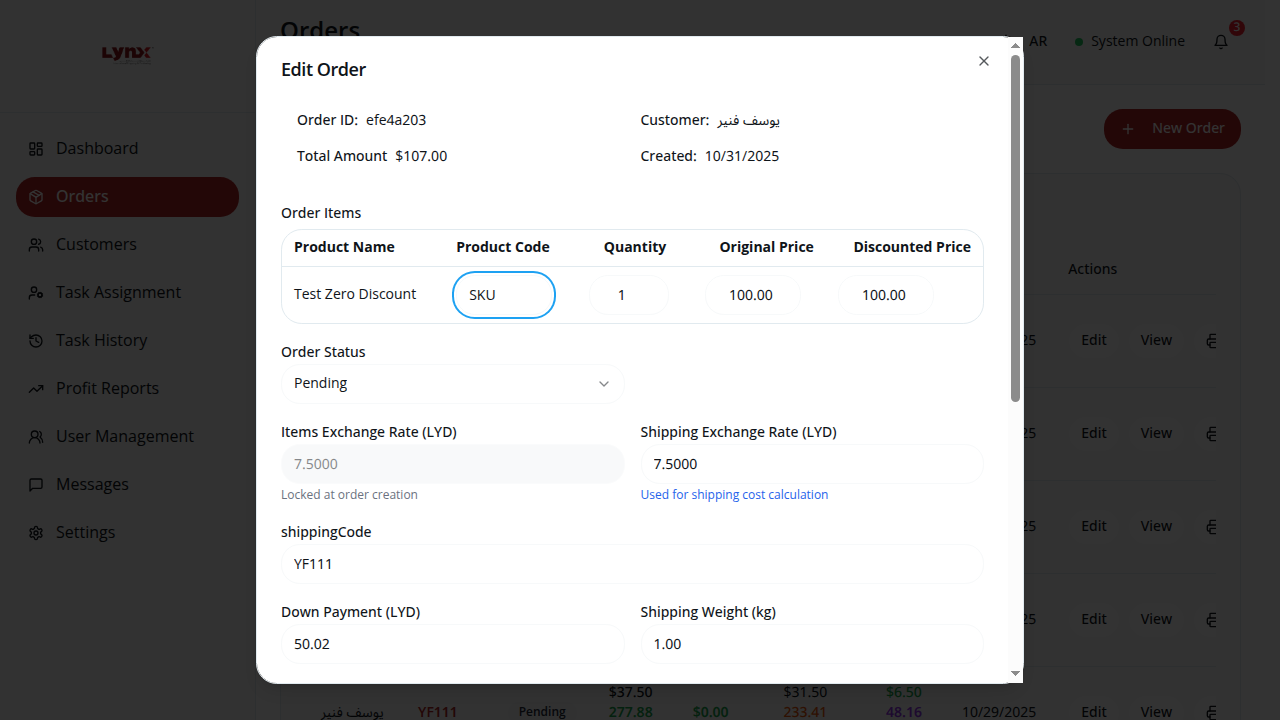 Lynx
Orders
AR
System Online
3
New Order
Dashboard
Orders
Customers
Task Assignment
Task History
Profit Reports
User Management
Messages
Settings
Edit Order
Order ID: efe4a203
Customer: يوسف فنير
Total Amount $107.00
Created: 10/31/2025
Order Items
Product Name Product Code Quantity Original Price Discounted Price
Test Zero Discount SKU 1 100.00 100.00
Order Status
Pending
Items Exchange Rate (LYD)
7.5000
Locked at order creation
Shipping Exchange Rate (LYD)
7.5000
Used for shipping cost calculation
shippingCode
YF111
Down Payment (LYD)
50.02
Shipping Weight (kg)
1.00
Actions
25 Edit View
25 Edit View
25 Edit View
25 Edit View
$37.50 $31.50 $6.50
يوسف فنير YF111 Pending 277.88 $0.00 233.41 48.16 10/29/2025 Edit View